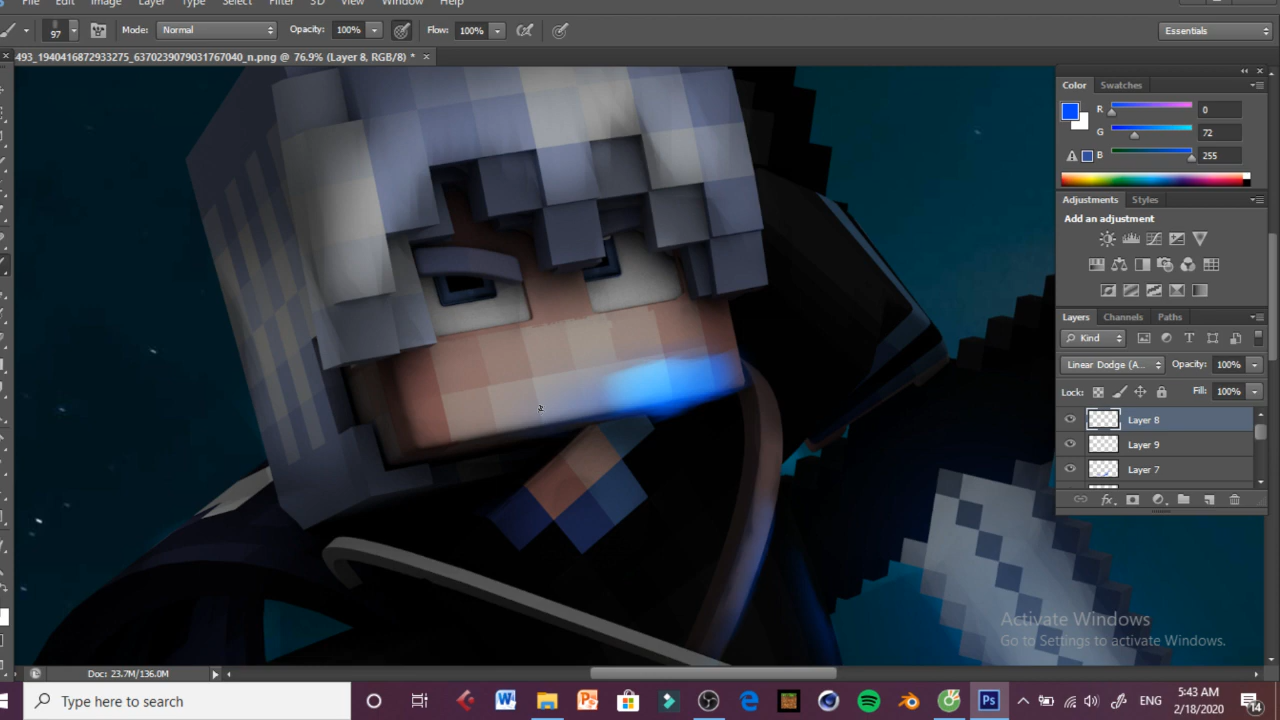 File Edit Image Layer Type Select Filter 3D View Window Help
97 Mode: Normal Opacity: 100% Flow: 100% Essentials
493_1940416872933275_6370239079031767040_n.png @ 76.9% (Layer 8, RGB/8) *
Color Swatches
R 0
G 72
B 255
Adjustments Styles
Add an adjustment
Layers Channels Paths
Kind
Linear Dodge (A... Opacity: 100%
Lock: Fill: 100%
Layer 8
Layer 9
Layer 7
fx
Activate Windows
Go to Settings to activate Windows.
Doc: 23.7M/136.0M
Type here to search
W
P
Ps
ENG
5:43 AM
2/18/2020
14